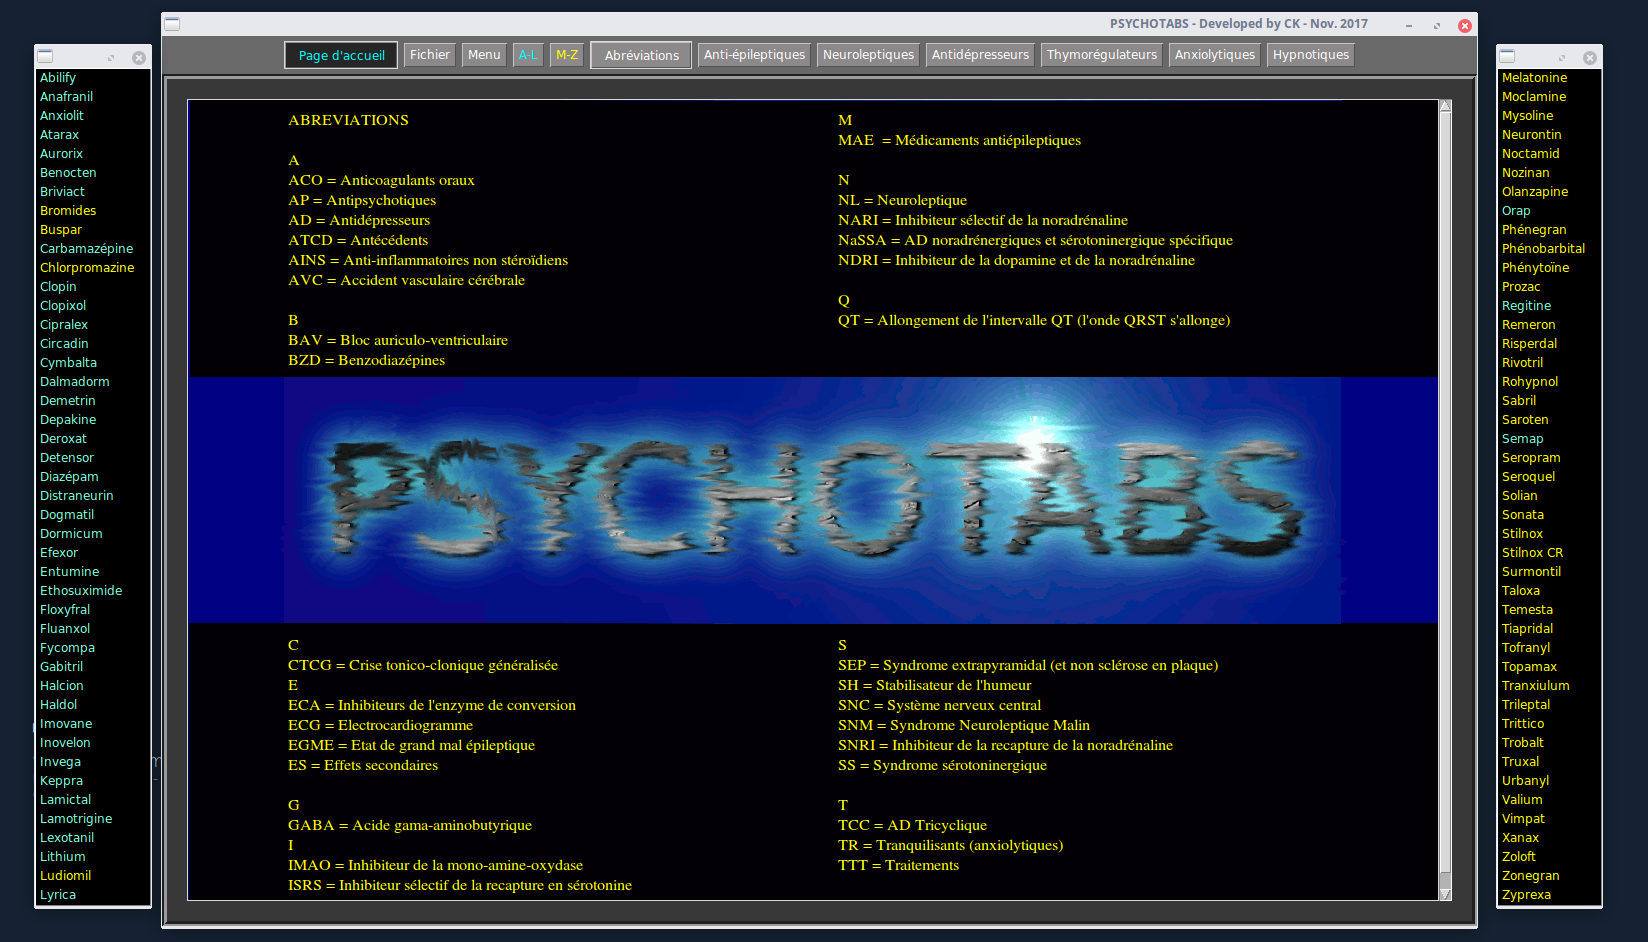 PSYCHOTABS - Developed by CK - Nov. 2017
Page d'accueil Fichier Menu A-L M-Z Abréviations Anti-épileptiques Neuroleptiques Antidépresseurs Thymorégulateurs Anxiolytiques Hypnotiques
Abilify
Anafranil
Anxiolit
Atarax
Aurorix
Benocten
Briviact
Bromides
Buspar
Carbamazépine
Chlorpromazine
Clopin
Clopixol
Cipralex
Circadin
Cymbalta
Dalmadorm
Demetrin
Depakine
Deroxat
Detensor
Diazépam
Distraneurin
Dogmatil
Dormicum
Efexor
Entumine
Ethosuximide
Floxyfral
Fluanxol
Fycompa
Gabitril
Halcion
Haldol
Imovane
Inovelon
Invega
Keppra
Lamictal
Lamotrigine
Lexotanil
Lithium
Ludiomil
Lyrica
ABREVIATIONS
A
ACO = Anticoagulants oraux
AP = Antipsychotiques
AD = Antidépresseurs
ATCD = Antécédents
AINS = Anti-inflammatoires non stéroïdiens
AVC = Accident vasculaire cérébrale
B
BAV = Bloc auriculo-ventriculaire
BZD = Benzodiazépines
M
MAE = Médicaments antiépileptiques
N
NL = Neuroleptique
NARI = Inhibiteur sélectif de la noradrénaline
NaSSA = AD noradrénergiques et sérotoninergique spécifique
NDRI = Inhibiteur de la dopamine et de la noradrénaline
Q
QT = Allongement de l'intervalle QT (l'onde QRST s'allonge)
PSYCHOTABS
C
CTCG = Crise tonico-clonique généralisée
E
ECA = Inhibiteurs de l'enzyme de conversion
ECG = Electrocardiogramme
EGME = Etat de grand mal épileptique
ES = Effets secondaires
G
GABA = Acide gama-aminobutyrique
I
IMAO = Inhibiteur de la mono-amine-oxydase
ISRS = Inhibiteur sélectif de la recapture en sérotonine
S
SEP = Syndrome extrapyramidal (et non sclérose en plaque)
SH = Stabilisateur de l'humeur
SNC = Système nerveux central
SNM = Syndrome Neuroleptique Malin
SNRI = Inhibiteur de la recapture de la noradrénaline
SS = Syndrome sérotoninergique
T
TCC = AD Tricyclique
TR = Tranquilisants (anxiolytiques)
TTT = Traitements
Melatonine
Moclamine
Mysoline
Neurontin
Noctamid
Nozinan
Olanzapine
Orap
Phénegran
Phénobarbital
Phénytoïne
Prozac
Regitine
Remeron
Risperdal
Rivotril
Rohypnol
Sabril
Saroten
Semap
Seropram
Seroquel
Solian
Sonata
Stilnox
Stilnox CR
Surmontil
Taloxa
Temesta
Tiapridal
Tofranyl
Topamax
Tranxiulum
Trileptal
Trittico
Trobalt
Truxal
Urbanyl
Valium
Vimpat
Xanax
Zoloft
Zonegran
Zyprexa